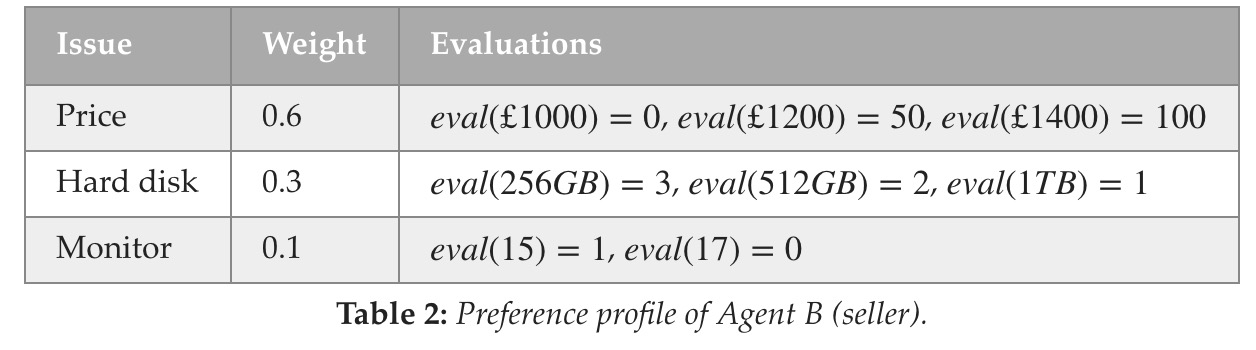 Issue Weight Evaluations
Price 0.6 eval(£1000) = 0, eval(£1200) = 50, eval(£1400) = 100
Hard disk 0.3 eval(256GB) = 3, eval(512GB) = 2, eval(1TB) = 1
Monitor 0.1 eval(15) = 1, eval(17) = 0
Table 2: Preference profile of Agent B (seller).